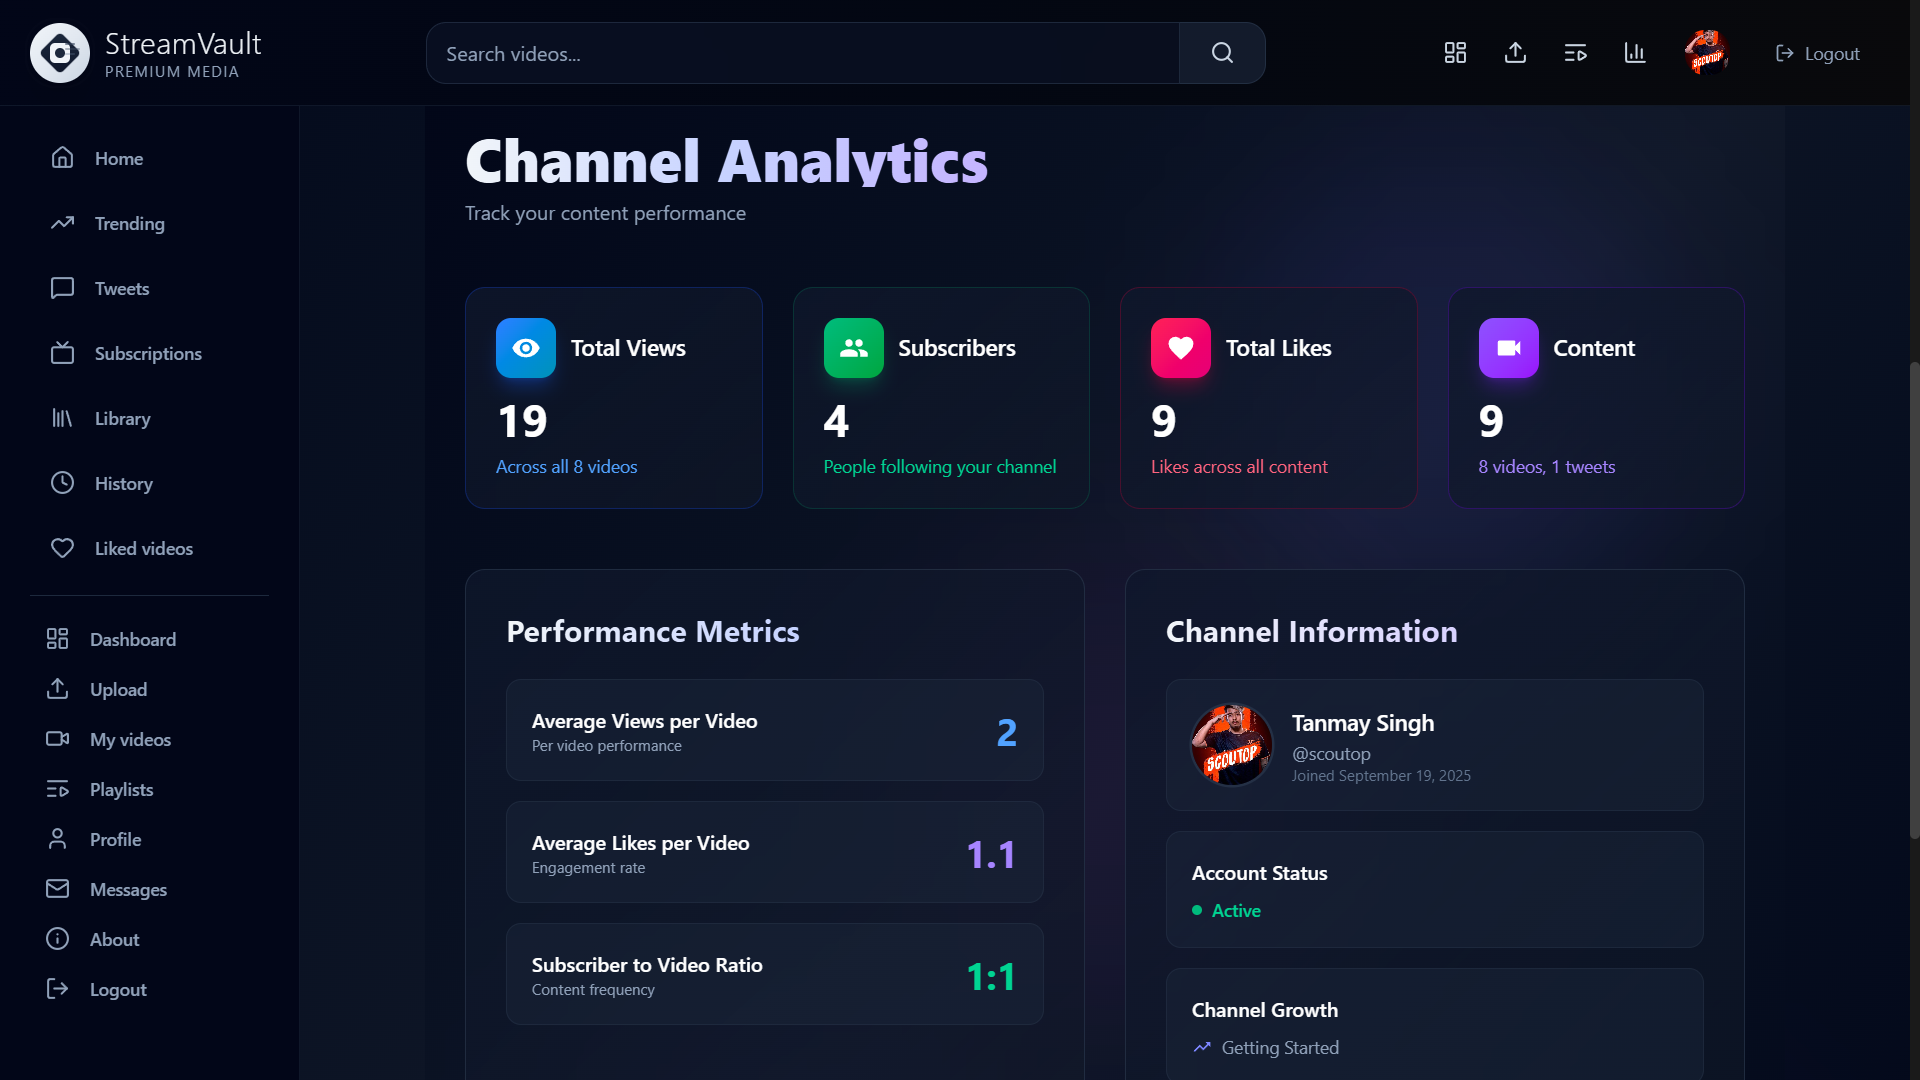 StreamVault
PREMIUM MEDIA
Search videos...
SCOUTOP
Logout
Home
Trending
Tweets
Subscriptions
Library
History
Liked videos
Dashboard
Upload
My videos
Playlists
Profile
Messages
About
Logout
Channel Analytics
Track your content performance
Total Views
19
Across all 8 videos
Subscribers
4
People following your channel
Total Likes
9
Likes across all content
Content
9
8 videos, 1 tweets
Performance Metrics
Average Views per Video
Per video performance
2
Average Likes per Video
Engagement rate
1.1
Subscriber to Video Ratio
Content frequency
1:1
Channel Information
SCOUTOP
Tanmay Singh
@scoutop
Joined September 19, 2025
Account Status
Active
Channel Growth
Getting Started